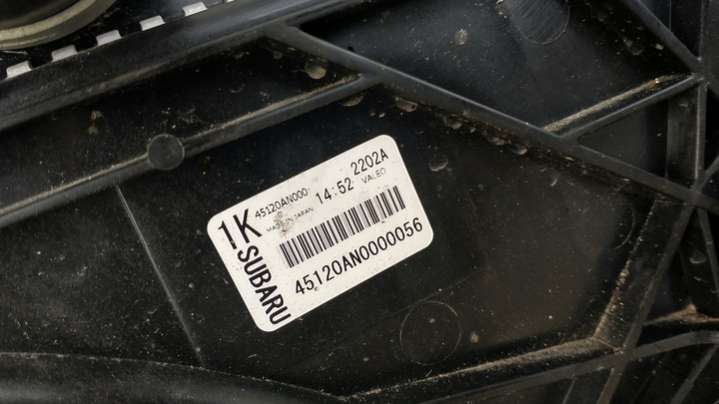 1K
45120AN000
14:52
2202A
MADE IN JAPAN
VALEO
45120AN0000056
SUBARU